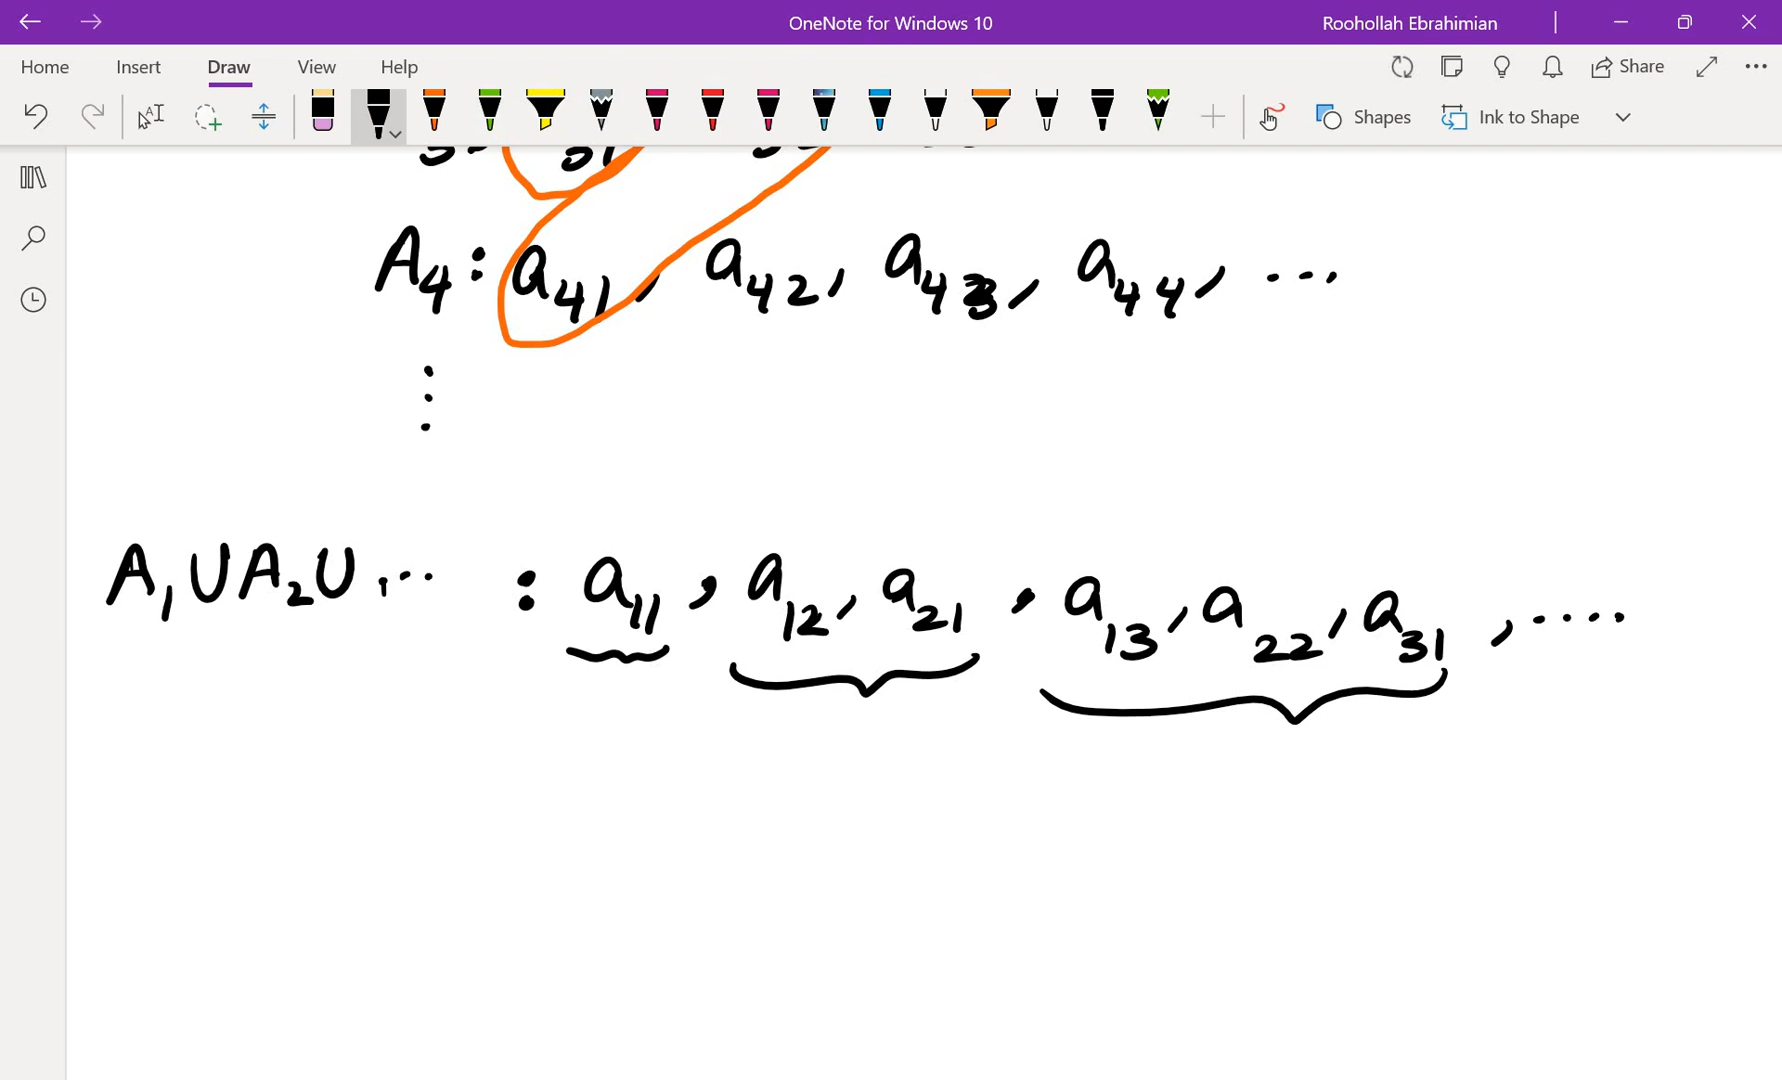 OneNote for Windows 10
Roohollah Ebrahimian
Home Insert Draw View Help
Share
Shapes Ink to Shape
A₄: a₄₁, a₄₂, a₄₃, a₄₄, ...
⋮
A₁∪A₂∪... : a₁₁, a₁₂, a₂₁, a₁₃, a₂₂, a₃₁, ....